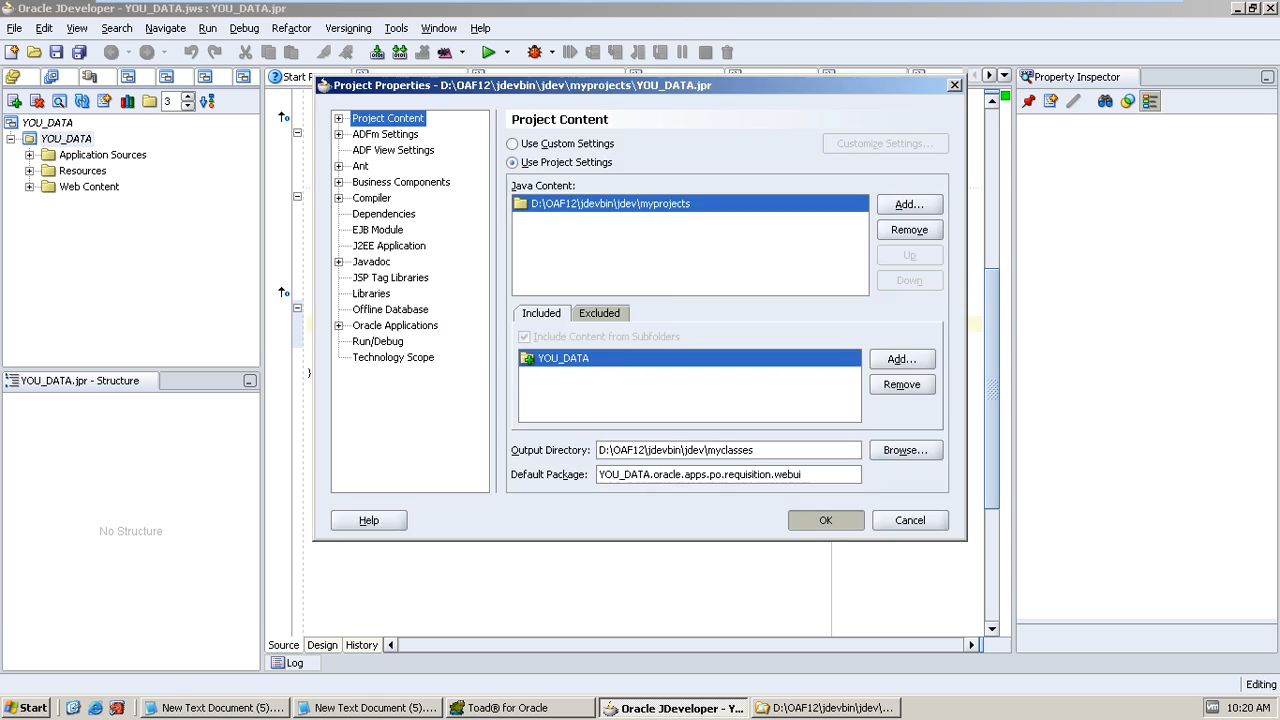 Oracle JDeveloper - YOU_DATA.jws : YOU_DATA.jpr
File Edit View Search Navigate Run Debug Refactor Versioning Tools Window Help
Start
3
Project Properties - D:\OAF12\jdevbin\jdev\myprojects\YOU_DATA.jpr
Property Inspector
YOU_DATA
YOU_DATA
Application Sources
Resources
Web Content
YOU_DATA.jpr - Structure
No Structure
Project Content
ADFm Settings
ADF View Settings
Ant
Business Components
Compiler
Dependencies
EJB Module
J2EE Application
Javadoc
JSP Tag Libraries
Libraries
Offline Database
Oracle Applications
Run/Debug
Technology Scope
Project Content
Use Custom Settings
Customize Settings...
Use Project Settings
Java Content:
D:\OAF12\jdevbin\jdev\myprojects
Add...
Remove
Up
Down
Included Excluded
Include Content from Subfolders
YOU_DATA
Add...
Remove
Output Directory: D:\OAF12\jdevbin\jdev\myclasses Browse...
Default Package: YOU_DATA.oracle.apps.po.requisition.webui
Help OK Cancel
Source Design History
Log
Editing
Start New Text Document (5).... New Text Document (5).... Toad® for Oracle Oracle JDeveloper - Y... D:\OAF12\jdevbin\jdev\... 10:20 AM